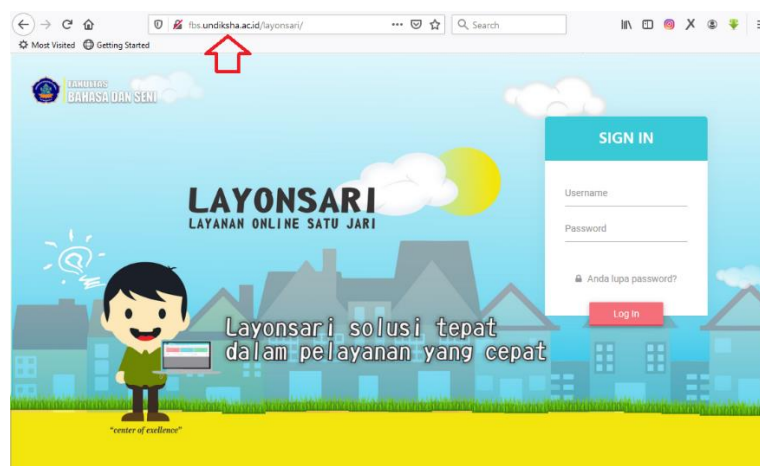 fbs.undiksha.ac.id/layonsari/
Search
Most Visited
Getting Started
FAKULTAS
BAHASA DAN SENI
SIGN IN
Username
Password
Anda lupa password?
Log In
LAYONSARI
LAYANAN ONLINE SATU JARI
Layonsari solusi tepat
dalam pelayanan yang cepat
"center of exellence"